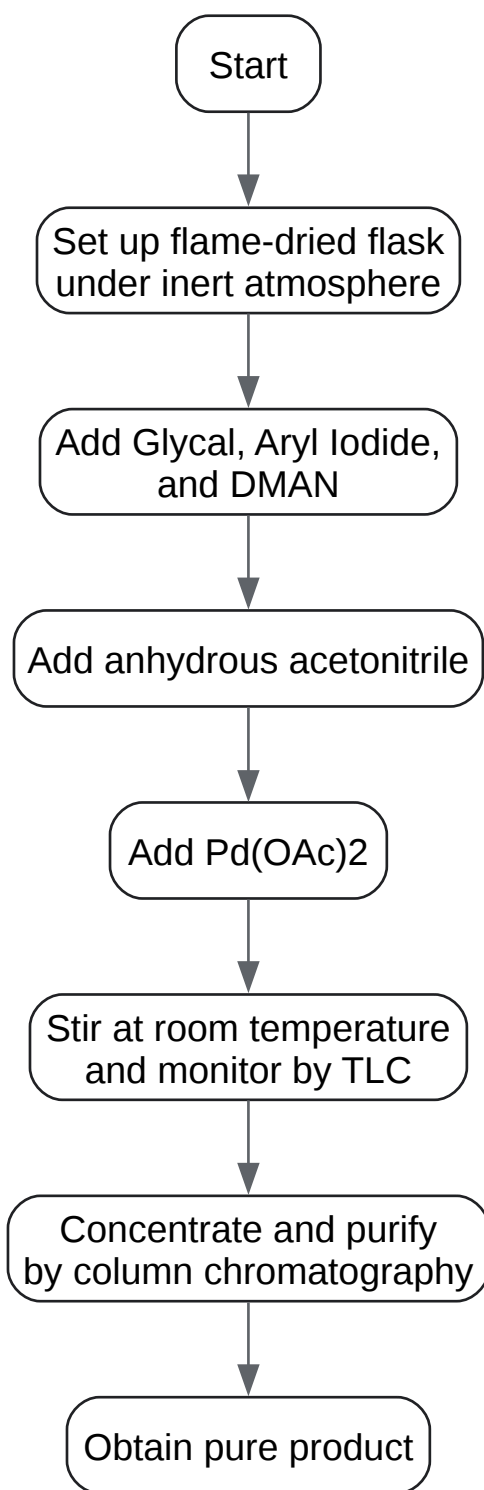 Start
Set up flame-dried flask
under inert atmosphere
Add Glycal, Aryl Iodide,
and DMAN
Add anhydrous acetonitrile
Add Pd(OAc)2
Stir at room temperature
and monitor by TLC
Concentrate and purify
by column chromatography
Obtain pure product